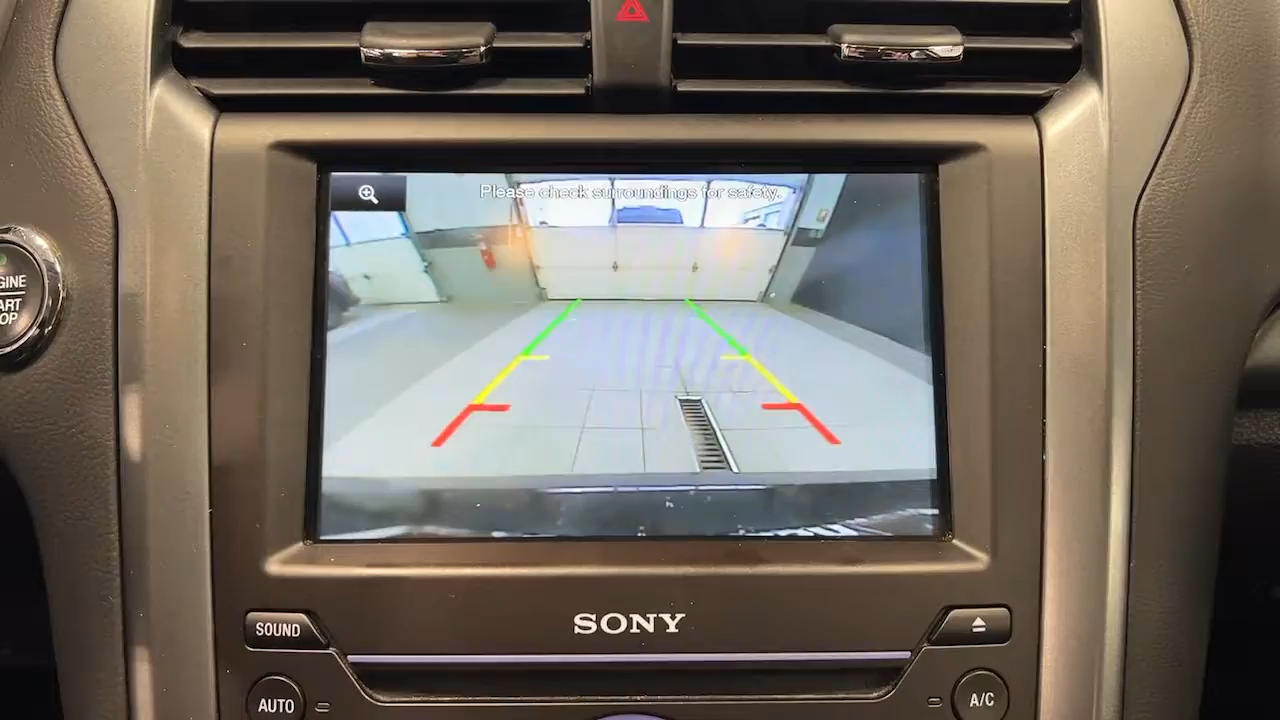 Please check surroundings for safety.
GINE
ART
OP
SOUND
SONY
AUTO
A/C